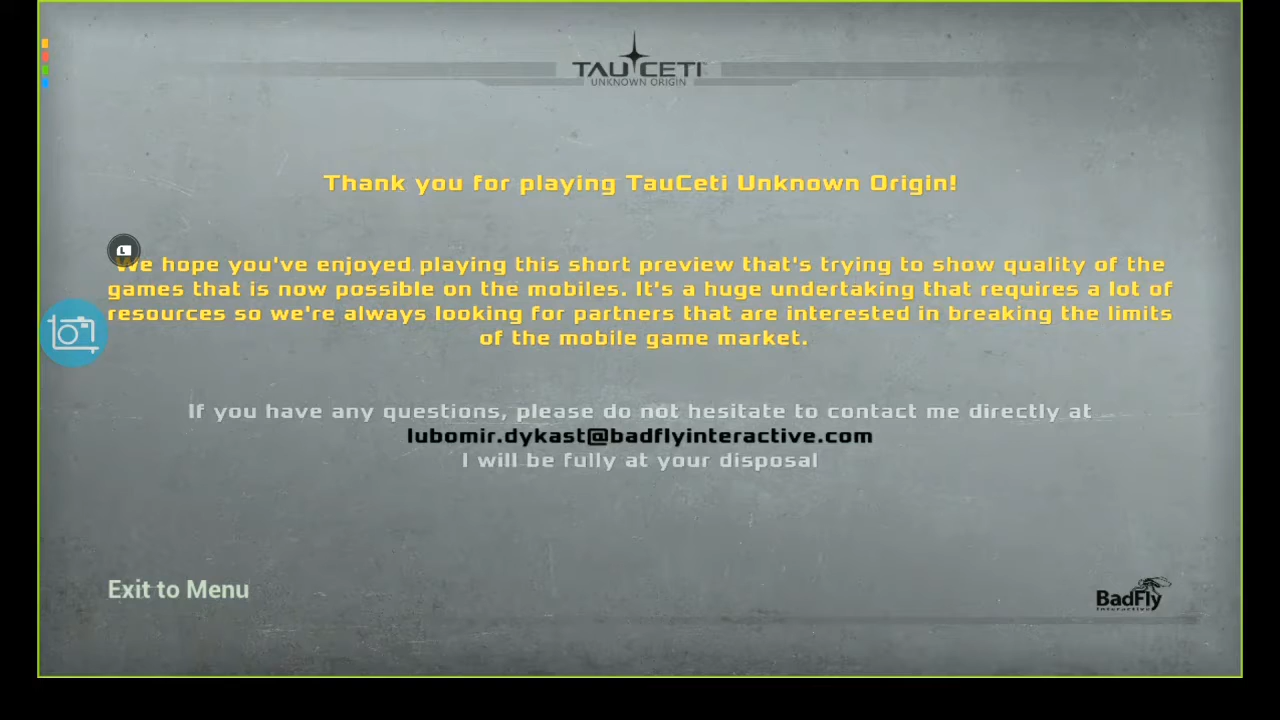 TAU CETI
UNKNOWN ORIGIN
Thank you for playing TauCeti Unknown Origin!
We hope you've enjoyed playing this short preview that's trying to show quality of the
games that is now possible on the mobiles. It's a huge undertaking that requires a lot of
resources so we're always looking for partners that are interested in breaking the limits
of the mobile game market.
If you have any questions, please do not hesitate to contact me directly at
lubomir.dykast@badflyinteractive.com
I will be fully at your disposal
Exit to Menu
BadFly
Interactive